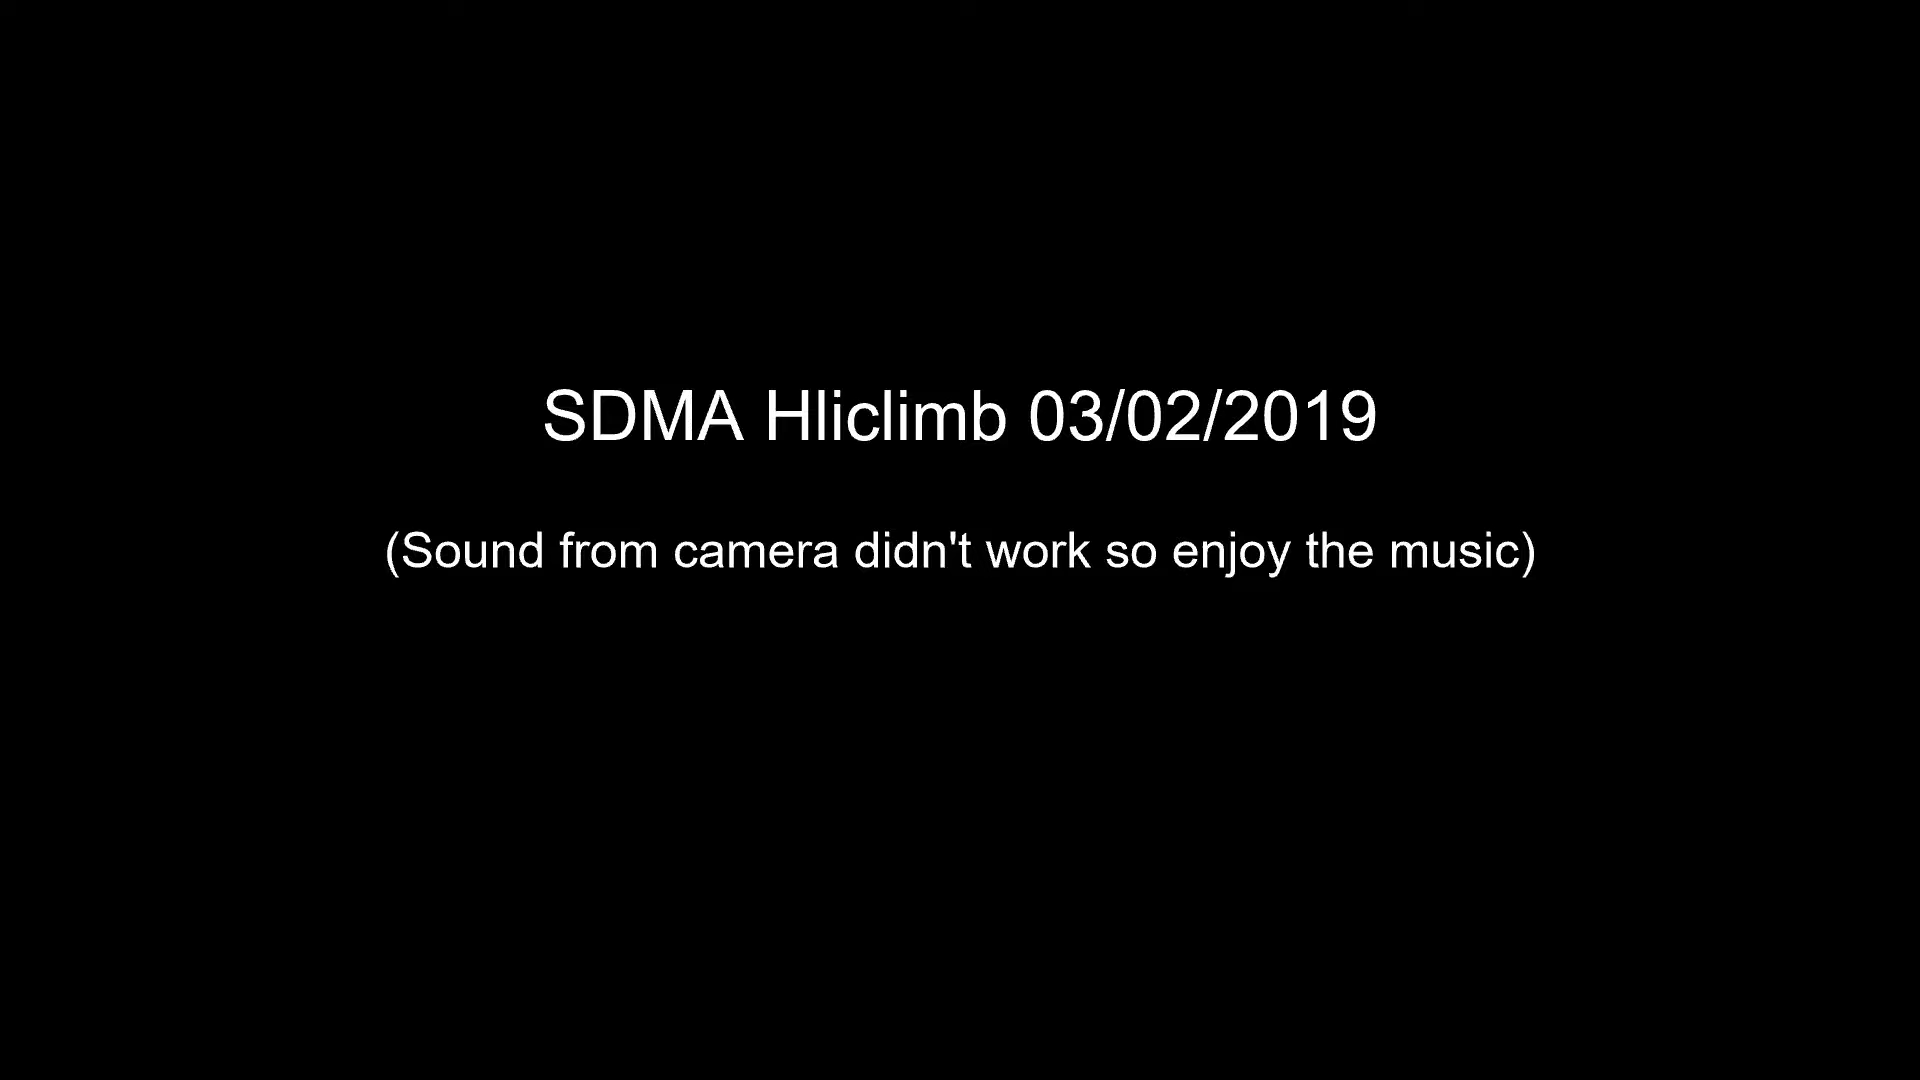 SDMA Hliclimb 03/02/2019
(Sound from camera didn't work so enjoy the music)